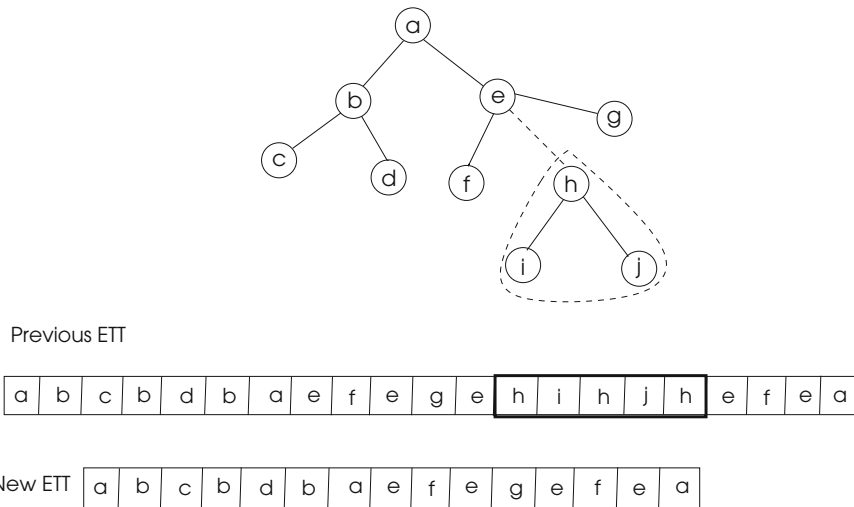 a
b
e
g
c
d
f
h
i
j
Previous ETT
a b c b d b a e f e g e h i h j h e f e a
New ETT a b c b d b a e f e g e f e a